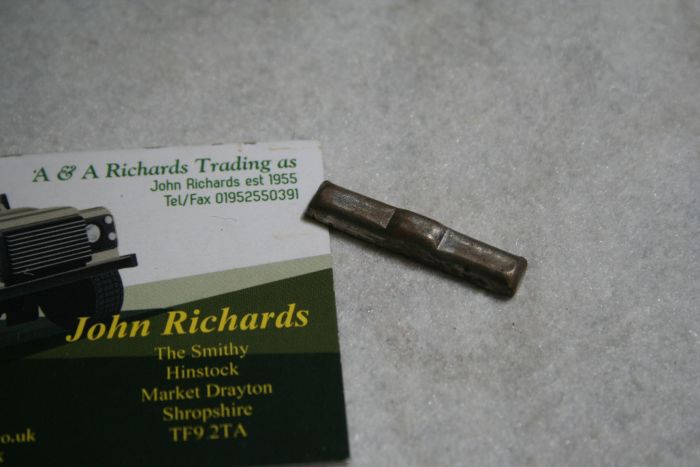 'A & A Richards Trading as
John Richards est 1955
Tel/Fax 01952550391
John Richards
The Smithy
Hinstock
Market Drayton
Shropshire
TF9 2TA
o.uk